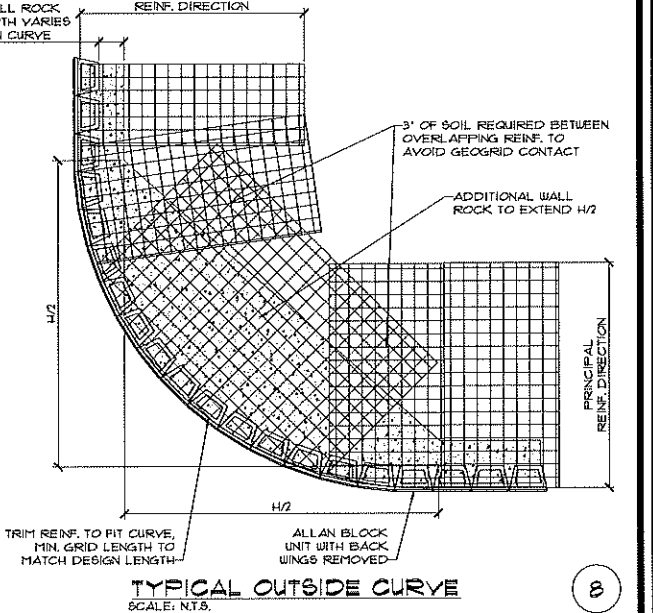 REINF. DIRECTION
ROCK
VARIES
CURVE
3" OF SOIL REQUIRED BETWEEN
OVERLAPPING REINF. TO
AVOID GEOGRID CONTACT
ADDITIONAL WALL
ROCK TO EXTEND H/2
H/2
PRINCIPAL
REINF. DIRECTION
H/2
TRIM REINF. TO FIT CURVE,
MIN. GRID LENGTH TO
MATCH DESIGN LENGTH
ALLAN BLOCK
UNIT WITH BACK
WINGS REMOVED
TYPICAL OUTSIDE CURVE
SCALE: N.T.S.
8